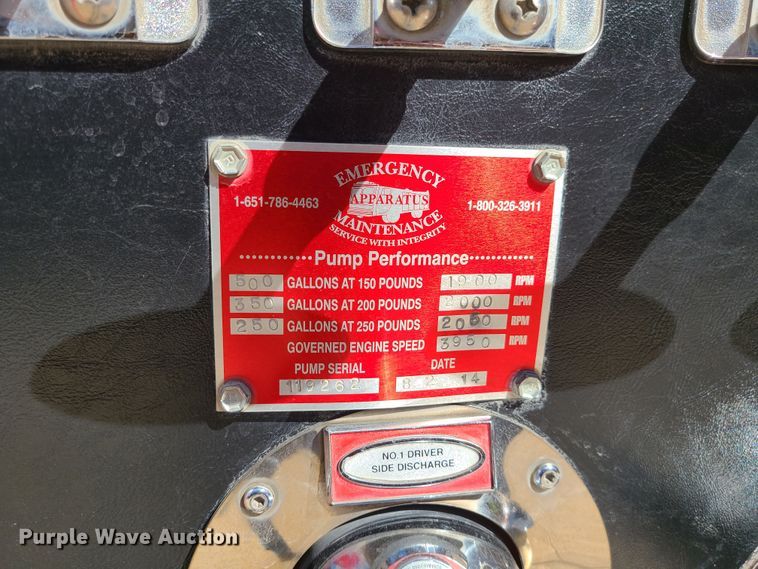 EMERGENCY
APPARATUS
MAINTENANCE
SERVICE WITH INTEGRITY
1-651-786-4463 1-800-326-3911
Pump Performance
500 GALLONS AT 150 POUNDS 1900 RPM
350 GALLONS AT 200 POUNDS 2000 RPM
250 GALLONS AT 250 POUNDS 2050 RPM
GOVERNED ENGINE SPEED 3950 RPM
PUMP SERIAL DATE
119262 8 2 14
NO.1 DRIVER
SIDE DISCHARGE
Purple Wave Auction